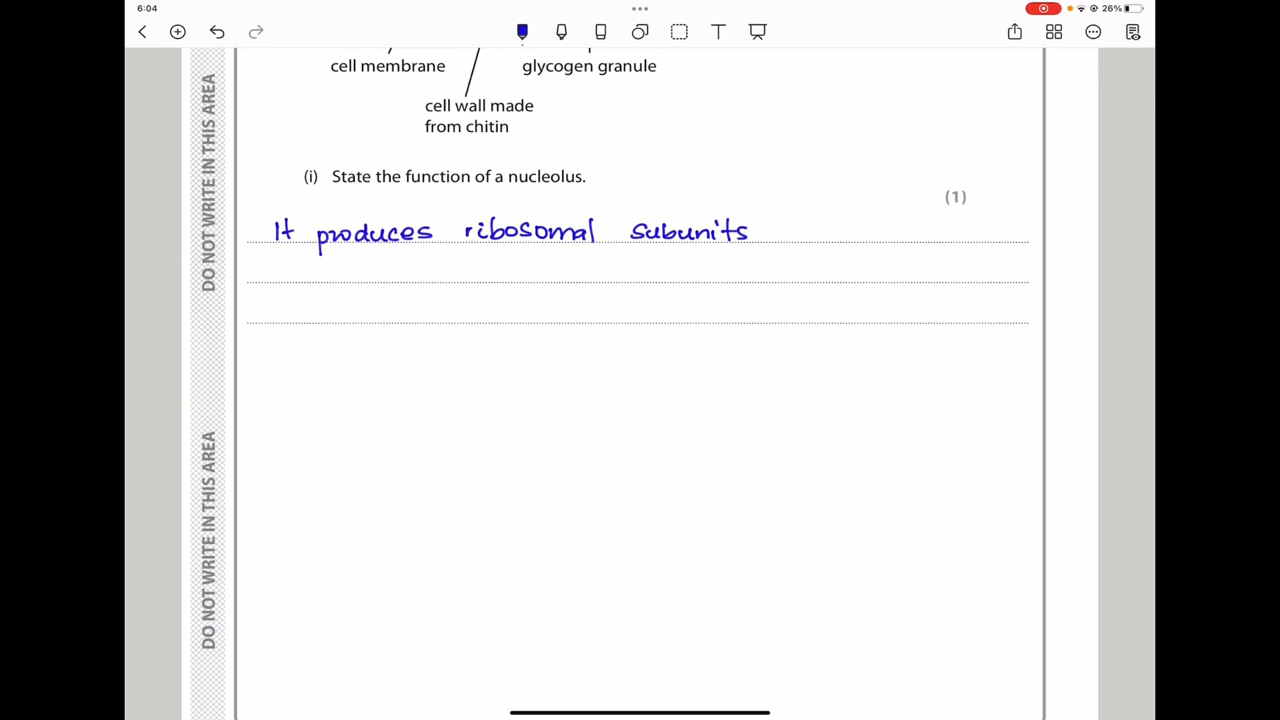 6:04
26%
cell membrane
glycogen granule
cell wall made
from chitin
(i) State the function of a nucleolus.
(1)
It produces ribosomal subunits
DO NOT WRITE IN THIS AREA
DO NOT WRITE IN THIS AREA